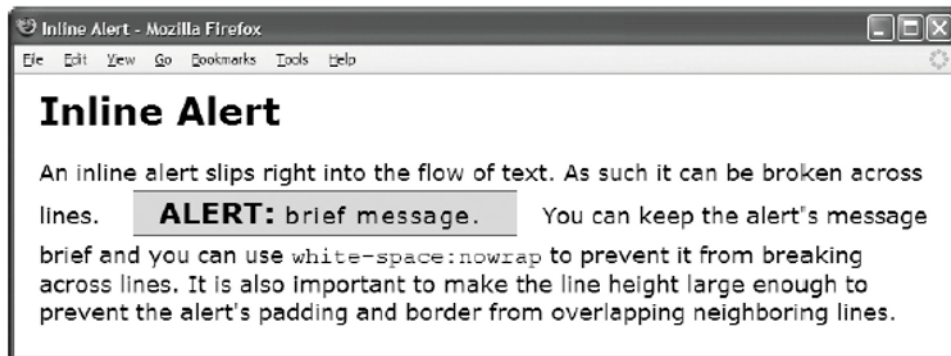 Inline Alert - Mozilla Firefox
File Edit View Go Bookmarks Tools Help
Inline Alert
An inline alert slips right into the flow of text. As such it can be broken across
lines. ALERT: brief message. You can keep the alert"s message
brief and you can use white-space:nowrap to prevent it from breaking
across lines. It is also important to make the line height large enough to
prevent the alert's padding and border from overlapping neighboring lines.